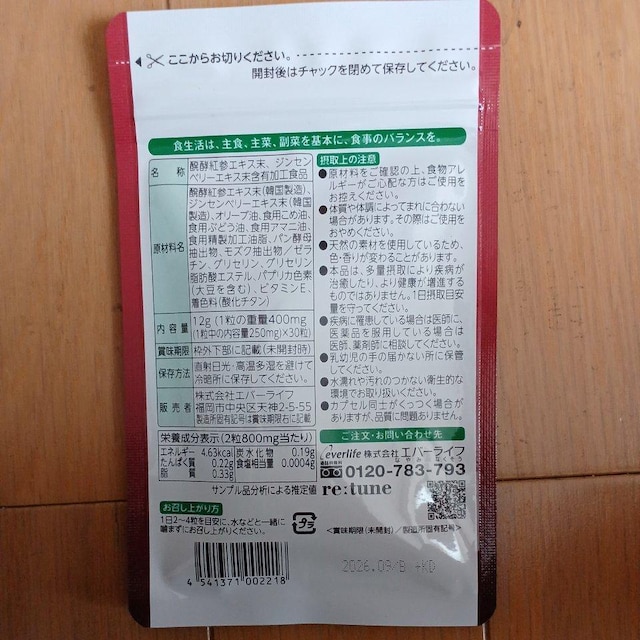 ここからお切りください。
開封後はチャックを閉めて保存してください。
食生活は、主食、主菜、副菜を基本に、食事のバランスを。
名 称
醗酵紅参エキス末、ジンセン
ベリーエキス末含有加工食品
原材料名
醗酵紅参エキス末(韓国製造)、
ジンセンベリーエキス末(韓国
製造)、オリーブ油、食用こめ油、
食用ぶどう油、食用アマニ油、
食用精製加工油脂、パン酵母
抽出物、モズク抽出物/ゼラ
チン、グリセリン、グリセリン
脂肪酸エステル、パプリカ色素
(大豆を含む)、ビタミンE、
着色料(酸化チタン)
内 容 量
12g (1粒の重量400mg
(1粒中の内容量250mg)×30粒)
賞味期限
枠外下部に記載(未開封時)
保存方法
直射日光・高温多湿を避けて
冷暗所に保存してください。
販 売 者
株式会社エバーライフ
福岡市中央区天神2-5-55
製造所固有記号は賞味期限右に記載
栄養成分表示(2粒800mg当たり)
エネルギー 4.63kcal 炭水化物 0.19g
たんぱく質 0.22g 食塩相当量 0.0004g
脂 質 0.33g
サンプル品分析による推定値
お召し上がり方
1日2~4粒を目安に、水などと一緒に
噛まずにお召し上がりください。
プラ
4 541371 002218
摂取上の注意
●原材料をご確認の上、食物アレ
ルギーがご心配な方はご使用を
お控えください。
●体質や体調によってまれに合わない
場合があります。その際はご使用を
おやめください。
●天然の素材を使用しているため、
色・香りが変わることがあります。
●本品は、多量摂取により疾病が
治癒したり、より健康が増進する
ものではありません。1日摂取目安
量を守ってください。
●疾病に罹患している場合は医師に、
医薬品を服用している場合は
医師、薬剤師に相談してください。
●乳幼児の手の届かない所に保管
してください。
●水濡れや汚れのつかない衛生的な
環境でお取り扱いください。
●カプセル同士がくっつく場合が
ありますが、品質に問題ありません。
ご注文・お問い合わせ先
everlife 株式会社エバーライフ
0120-783-793
re:tune
<賞味期限(未開封)/製造所固有記号>
2026.09/B +KD